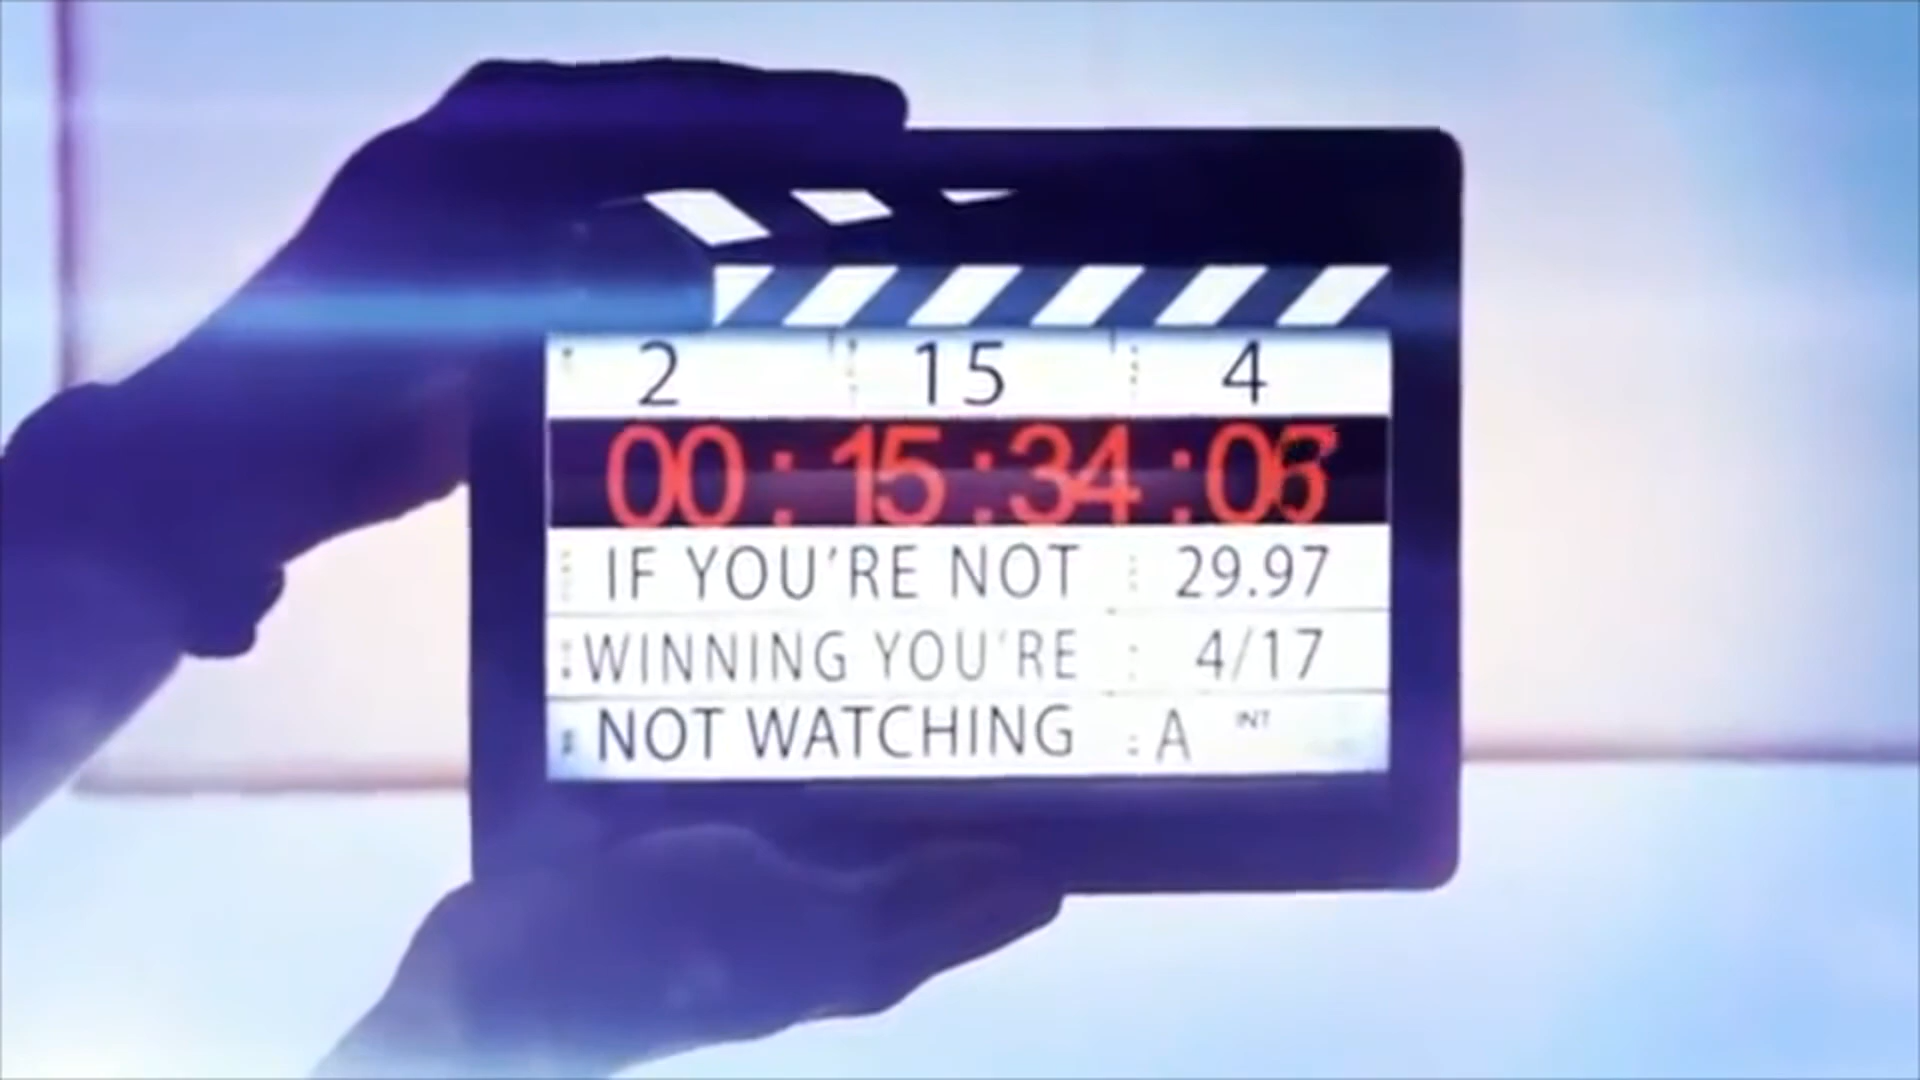 2 15 4
00:15:34:0
IF YOU'RE NOT 29.97
WINNING YOU'RE 4/17
NOT WATCHING A INT